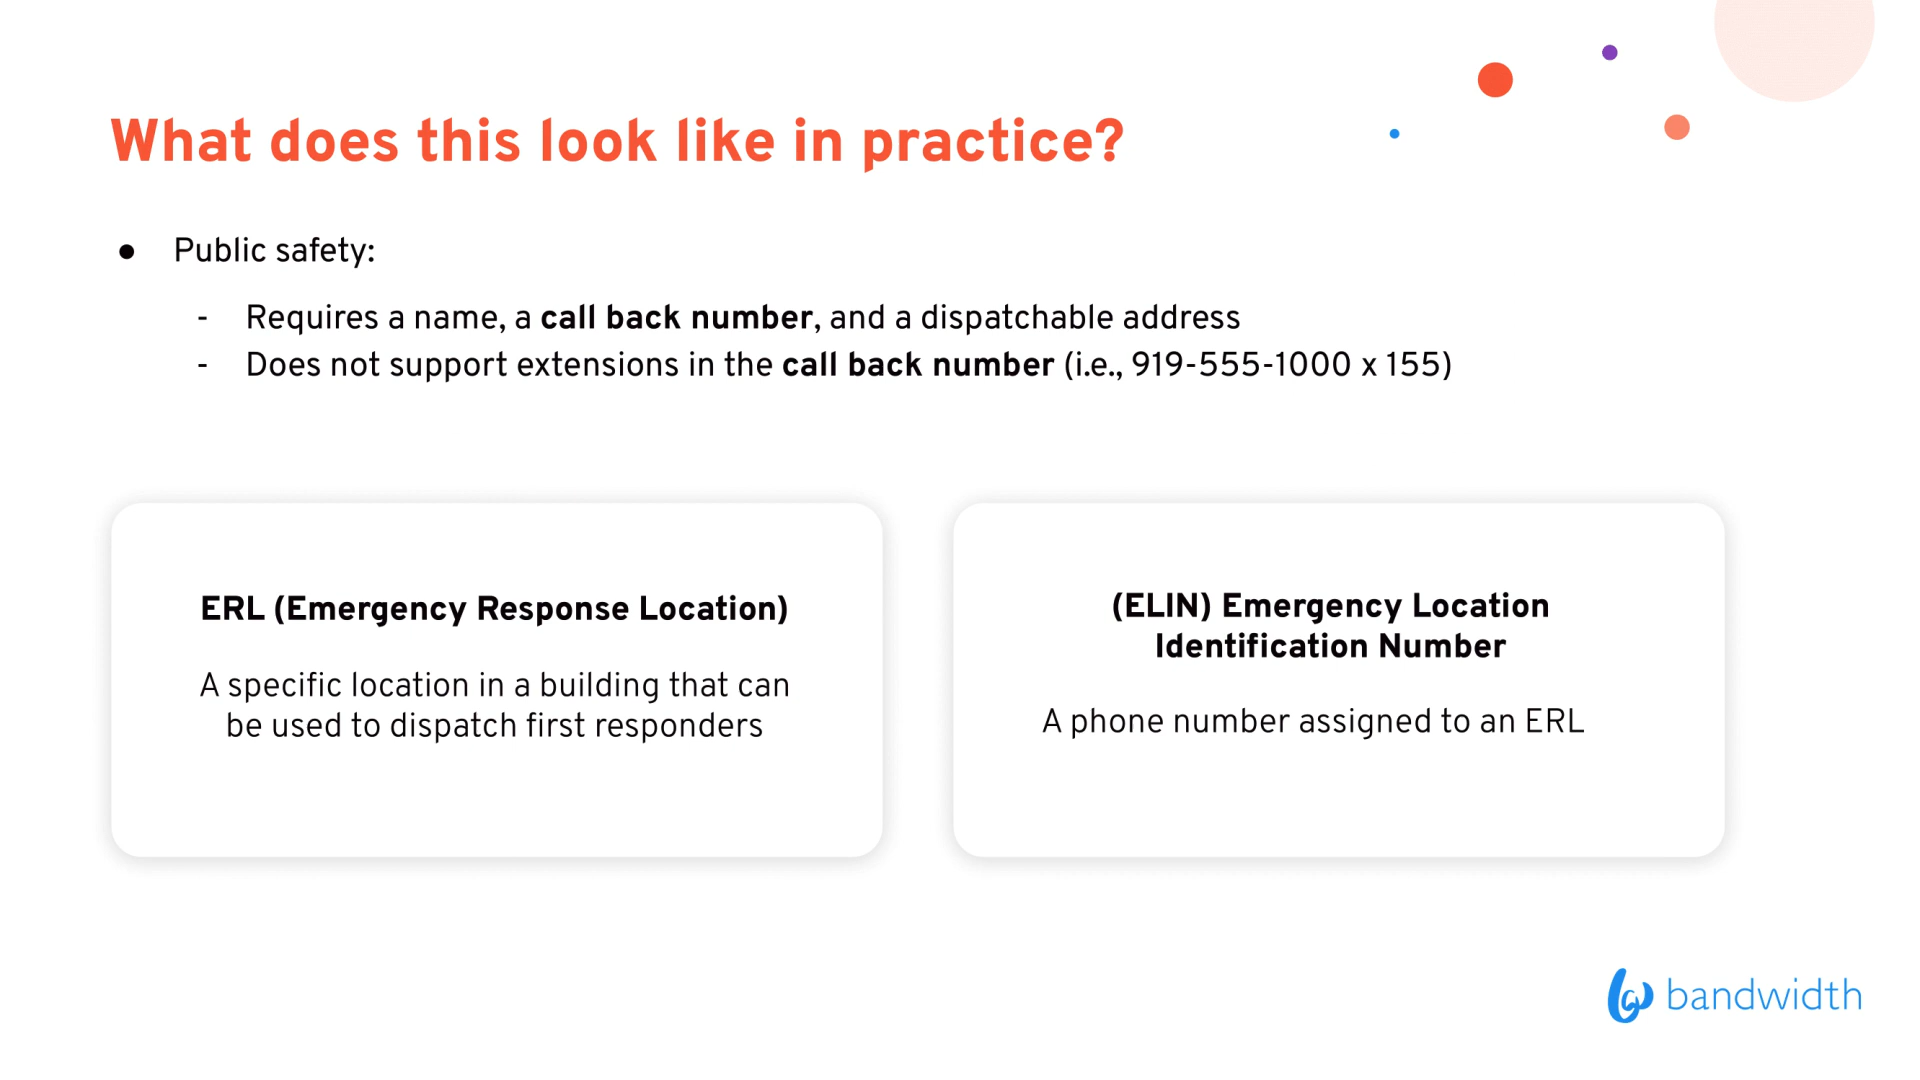 What does this look like in practice?
● Public safety:
- Requires a name, a call back number, and a dispatchable address
- Does not support extensions in the call back number (i.e., 919-555-1000 x 155)
ERL (Emergency Response Location)
A specific location in a building that can
be used to dispatch first responders
(ELIN) Emergency Location
Identification Number
A phone number assigned to an ERL
bandwidth